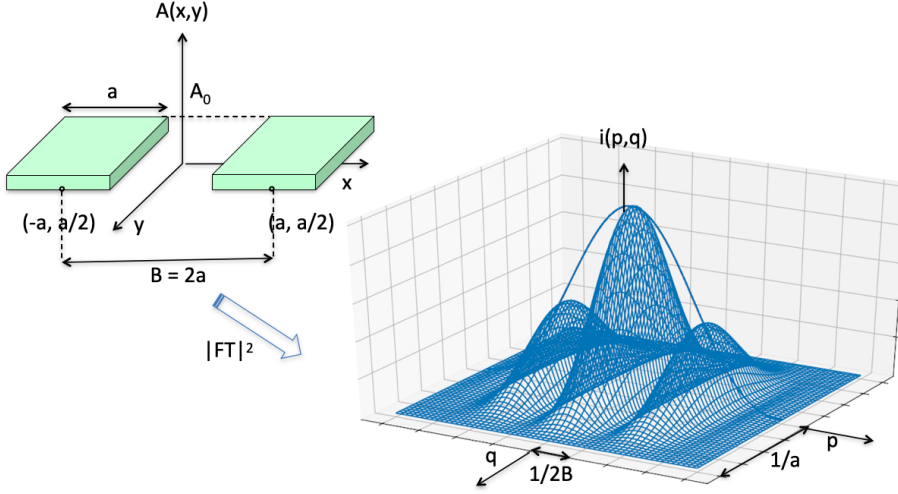 A(x,y)
a
A₀
x
y
(-a, a/2)
(a, a/2)
B = 2a
|FT|²
i(p,q)
q
1/2B
1/a
p